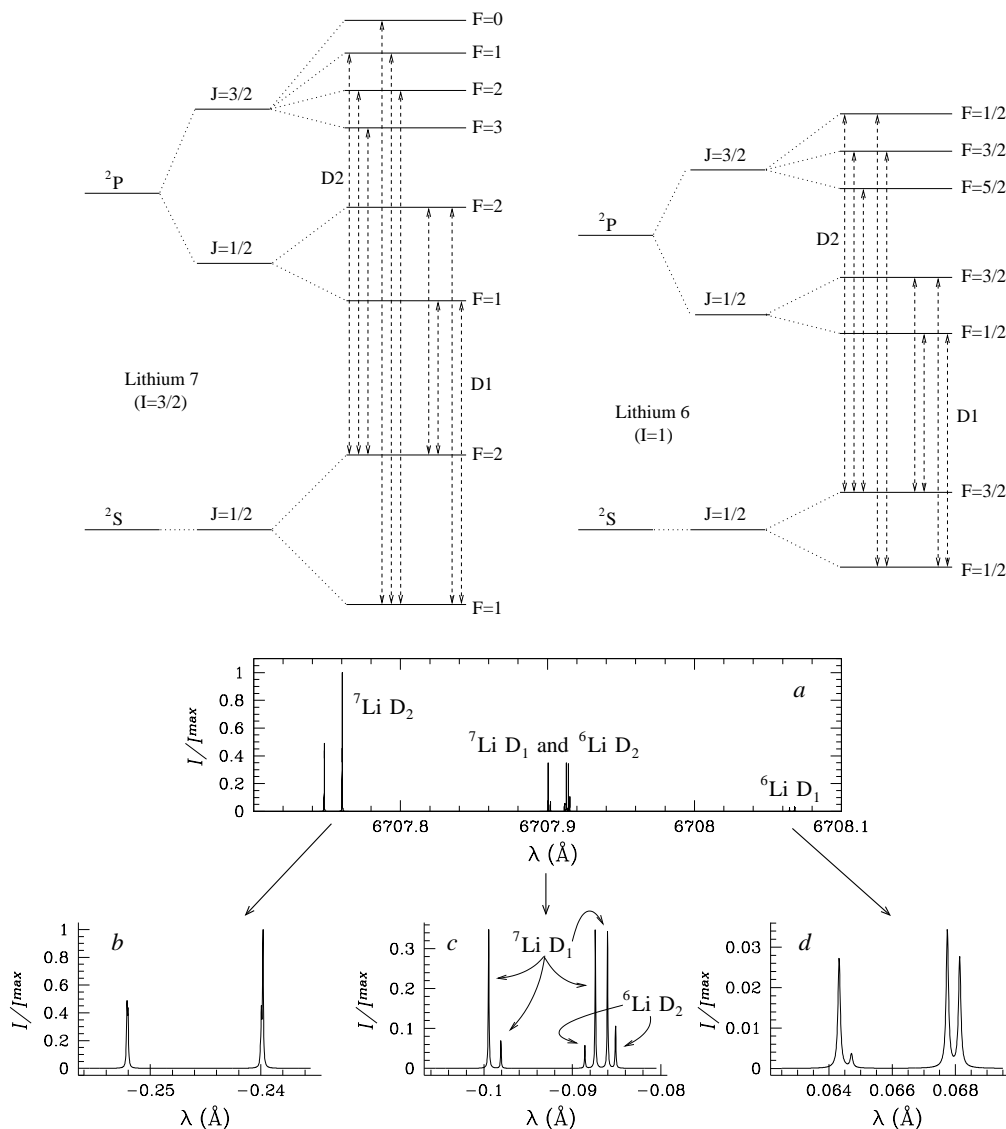 F=0
F=1
F=2
F=3
J=3/2
D2
²P
F=2
J=1/2
F=1
D1
Lithium 7
(I=3/2)
F=2
²S
J=1/2
F=1
F=1/2
F=3/2
F=5/2
J=3/2
D2
²P
F=3/2
J=1/2
F=1/2
D1
Lithium 6
(I=1)
F=3/2
²S
J=1/2
F=1/2
a
1
0.8
0.6
0.4
0.2
0
I/Iᵐᵃˣ
⁷Li D₂
⁷Li D₁ and ⁶Li D₂
⁶Li D₁
6707.8 6707.9 6708 6708.1
λ (Å)
b
1
0.8
0.6
0.4
0.2
0
I/Iᵐᵃˣ
−0.25 −0.24
λ (Å)
c
0.3
0.2
0.1
0
I/Iᵐᵃˣ
⁷Li D₁
⁶Li D₂
−0.1 −0.09 −0.08
λ (Å)
d
0.03
0.02
0.01
0
I/Iᵐᵃˣ
0.064 0.066 0.068
λ (Å)